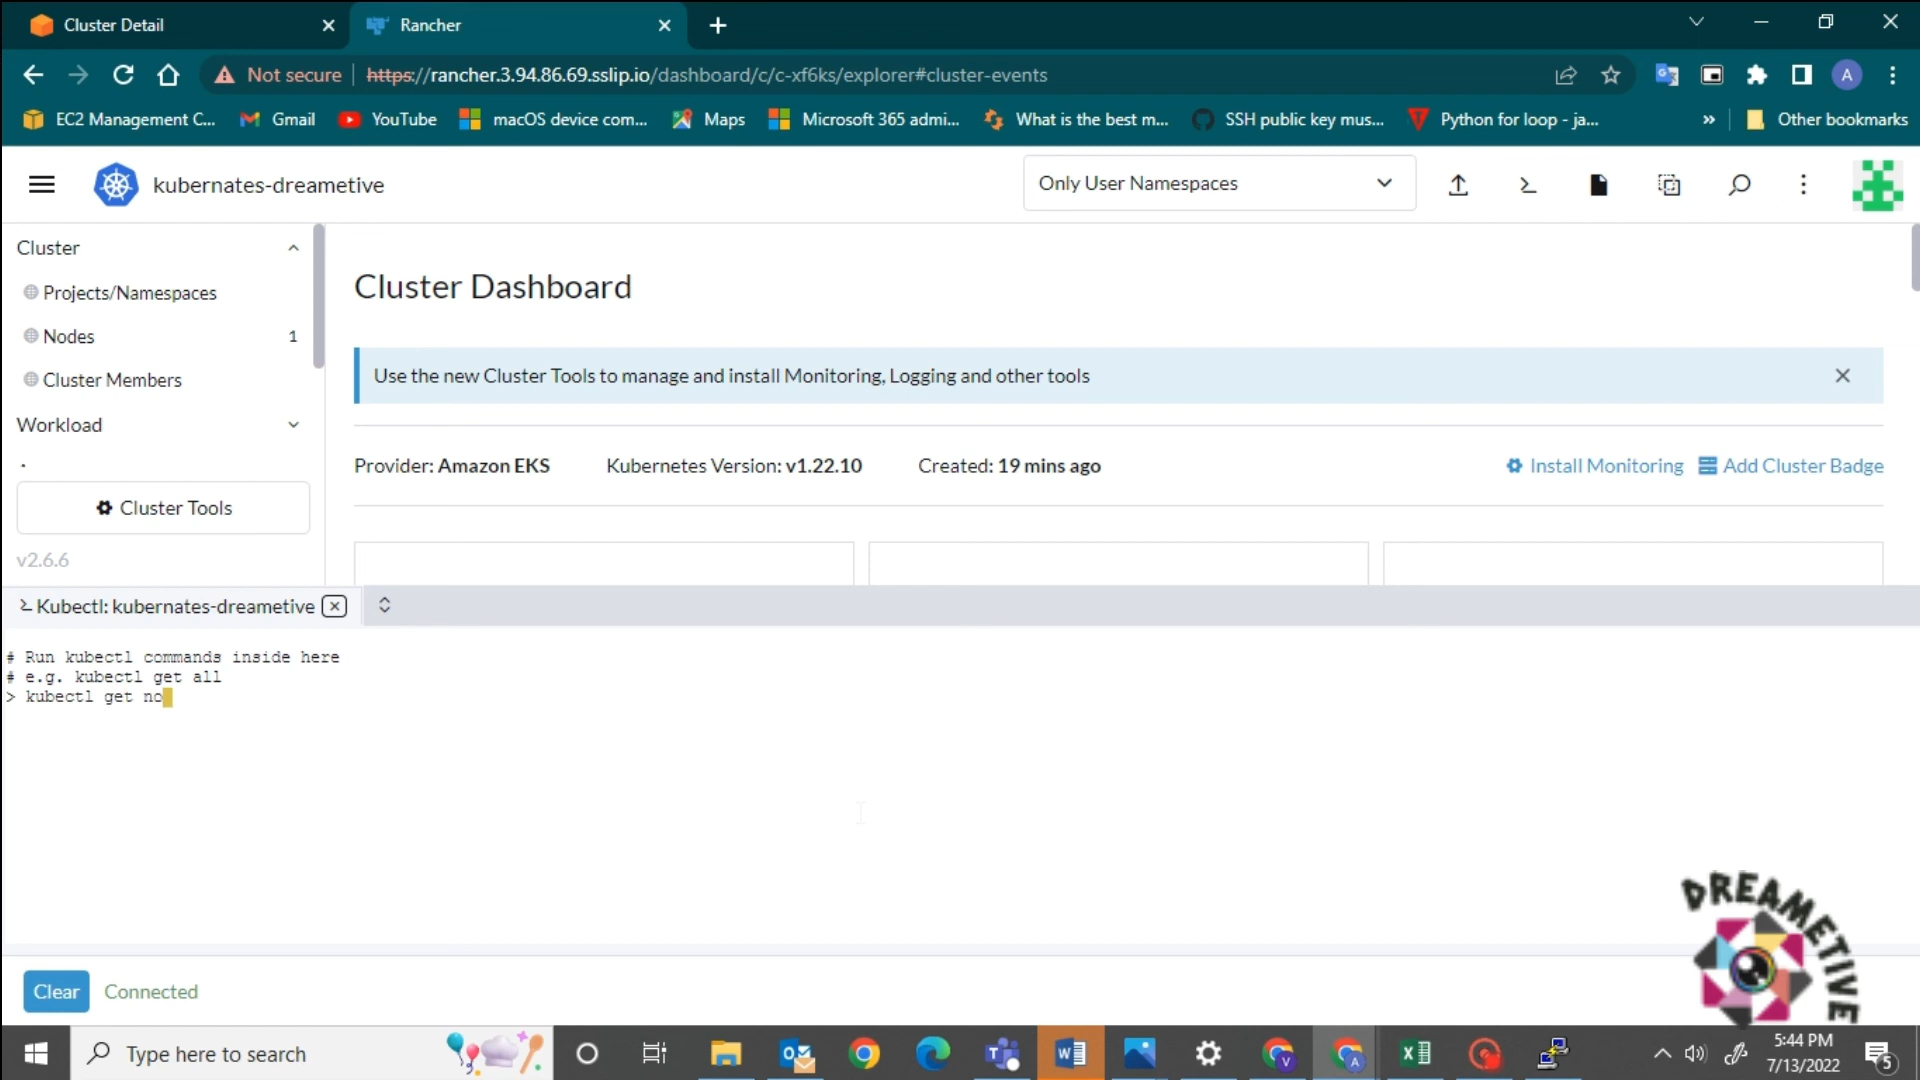 Cluster Detail
Rancher
Not secure
https://rancher.3.94.86.69.sslip.io/dashboard/c/c-xf6ks/explorer#cluster-events
A
EC2 Management C...
Gmail
YouTube
macOS device com...
Maps
Microsoft 365 admi...
What is the best m...
SSH public key mus...
Python for loop - ja...
»
Other bookmarks
kubernates-dreametive
Only User Namespaces
Cluster
Projects/Namespaces
Nodes 1
Cluster Members
Workload
Cluster Tools
v2.6.6
Cluster Dashboard
Use the new Cluster Tools to manage and install Monitoring, Logging and other tools
Provider: Amazon EKS
Kubernetes Version: v1.22.10
Created: 19 mins ago
Install Monitoring
Add Cluster Badge
Kubectl: kubernates-dreametive
# Run kubectl commands inside here
# e.g. kubectl get all
> kubectl get no
Clear
Connected
DREAMETIVE
Type here to search
5:44 PM
7/13/2022
5